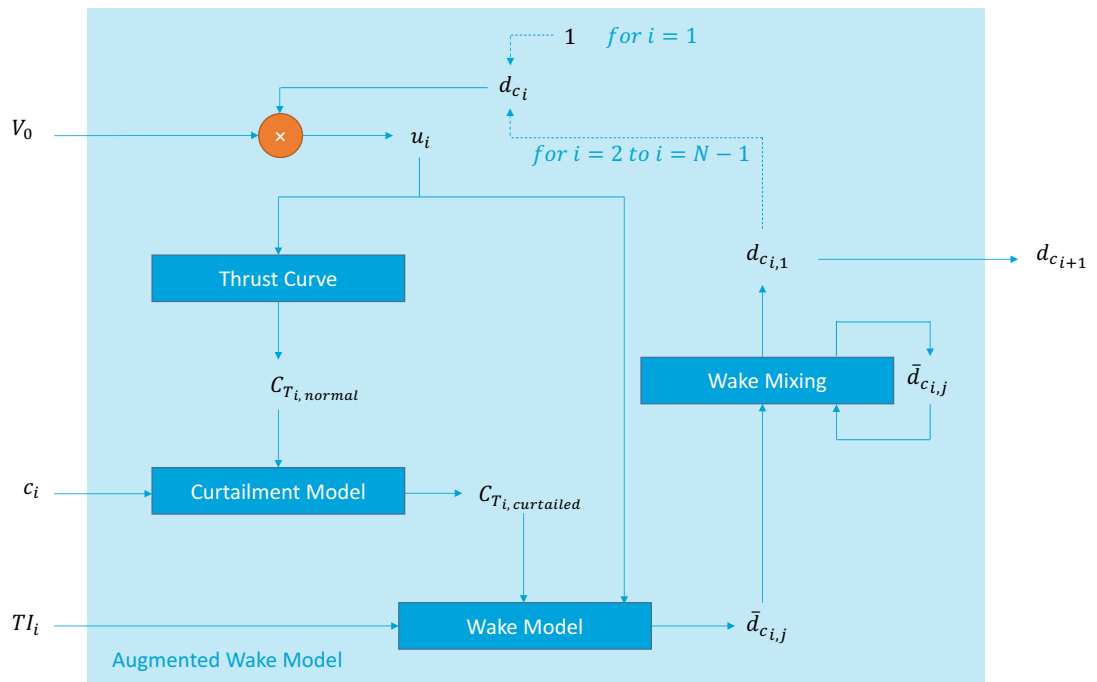 1 for i = 1
$d_{c_i}$
$V_0$
×
$u_i$
for i = 2 to i = N − 1
$d_{c_{i,1}}$
$d_{c_{i+1}}$
Thrust Curve
Wake Mixing
$\bar{d}_{c_{i,j}}$
$C_{T_{i,normal}}$
$c_i$
Curtailment Model
$C_{T_{i,curtailed}}$
$TI_i$
Wake Model
$\bar{d}_{c_{i,j}}$
Augmented Wake Model